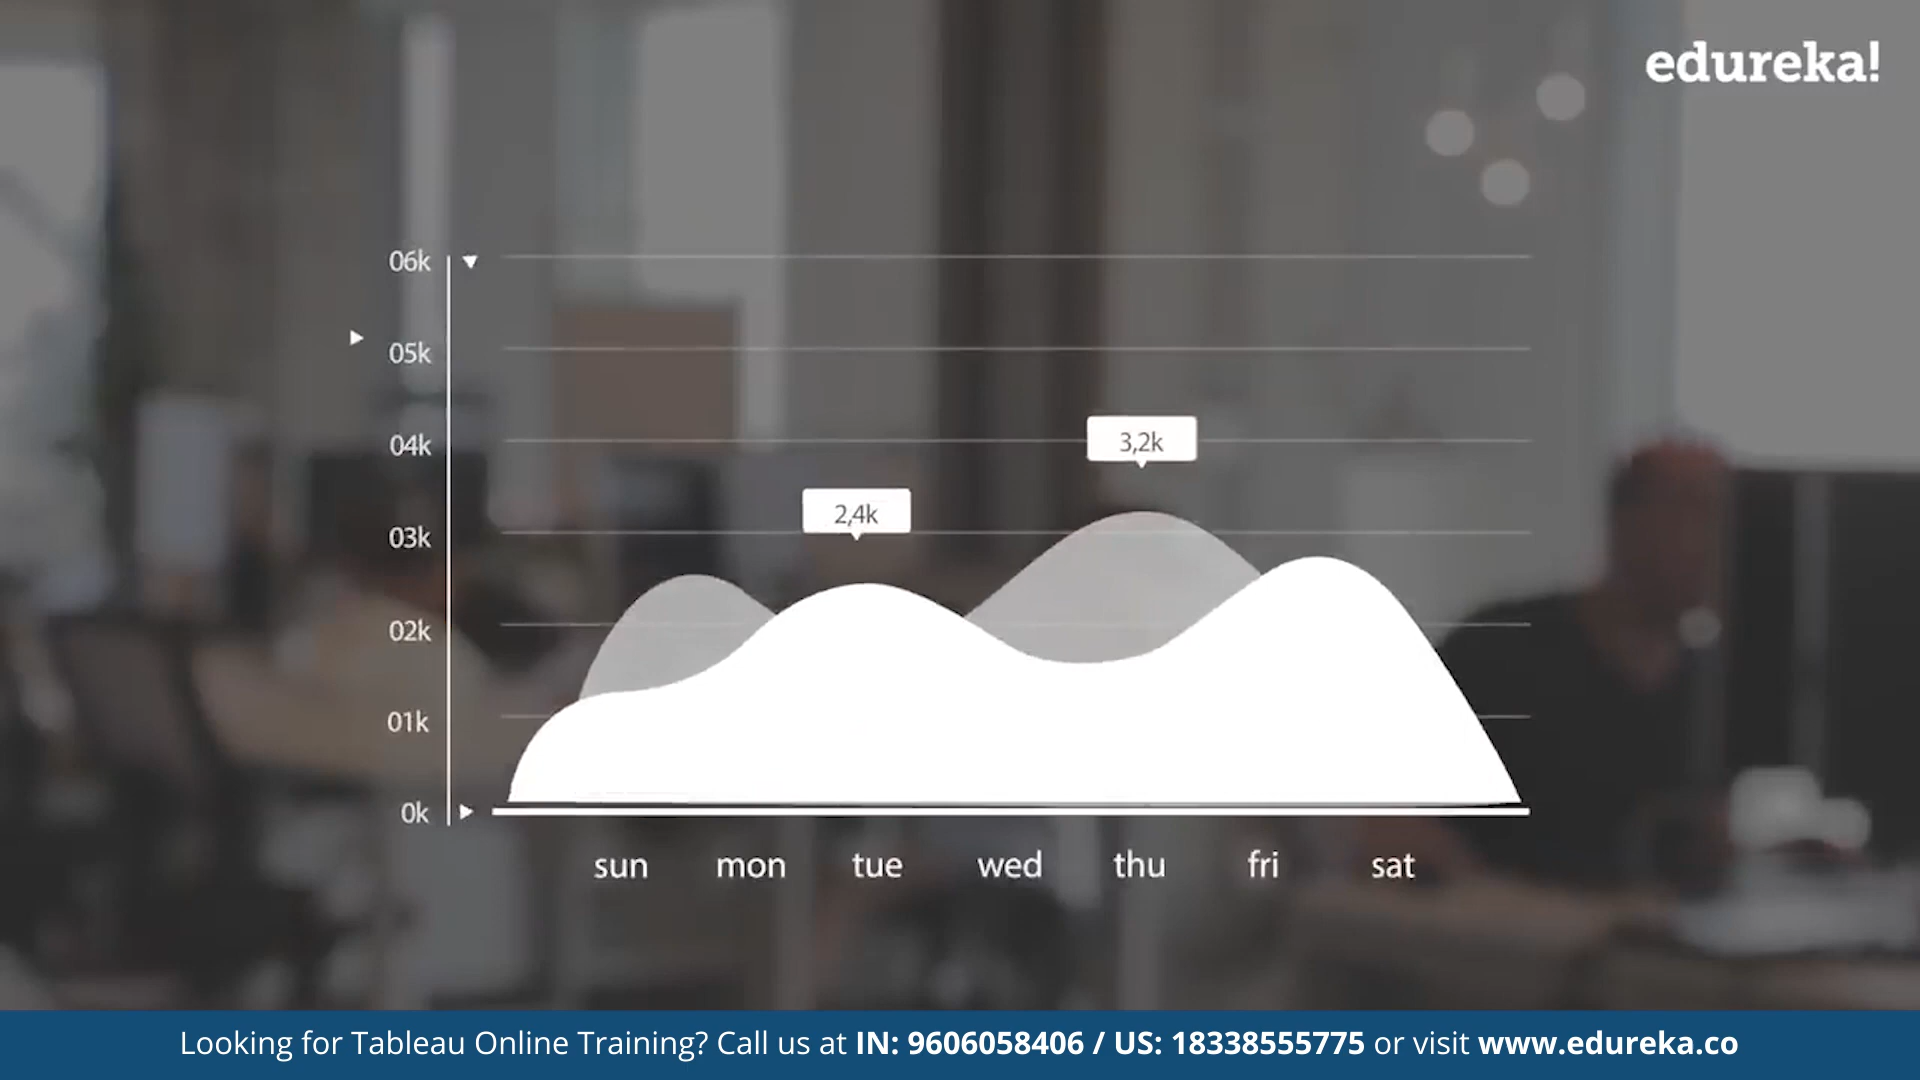 edureka!
06k
05k
04k
03k
02k
01k
0k
3,2k
2,4k
sun mon tue wed thu fri sat
Looking for Tableau Online Training? Call us at IN: 9606058406 / US: 18338555775 or visit www.edureka.co